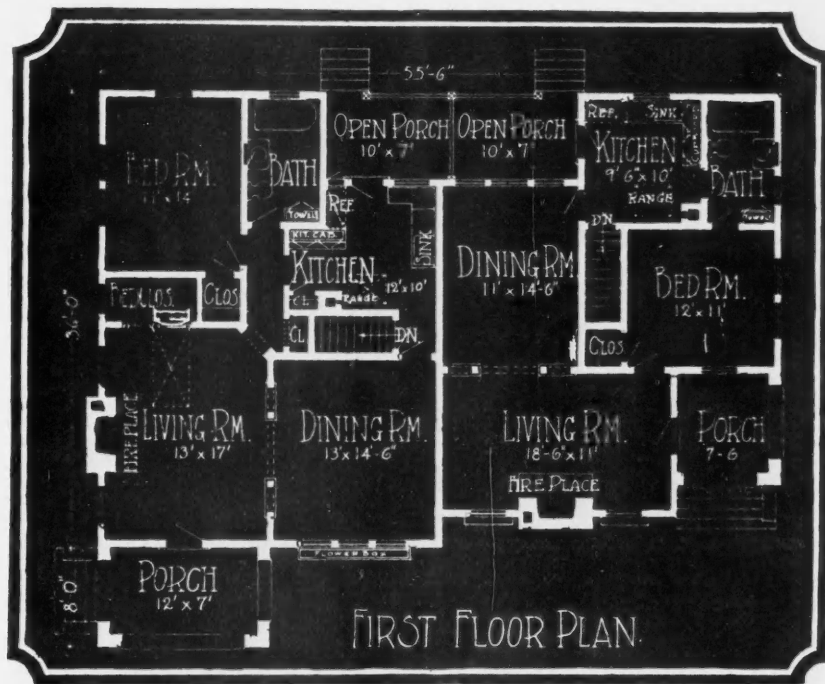 55'-6"
OPEN PORCH
10' x 7'
OPEN PORCH
10' x 7'
REF.
SINK
KITCHEN
9'6" x 10'
RANGE
BATH
TOWELS
BED RM.
11' x 14'
BATH
TOWELS
REF.
KIT. CAB.
SINK
KITCHEN
12' x 10'
CL.
RANGE
DINING RM
11' x 14'-6"
DN.
BED RM.
12' x 11'
BED CLOS.
CLOS
CL
DN.
CLOS.
LIVING RM.
13' x 17'
FIRE PLACE
DINING RM.
13' x 14'-6"
LIVING RM.
18'-6" x 11'
FIRE PLACE
PORCH
7-6
FLOWER BOX
8'-0"
PORCH
12' x 7'
FIRST FLOOR PLAN.